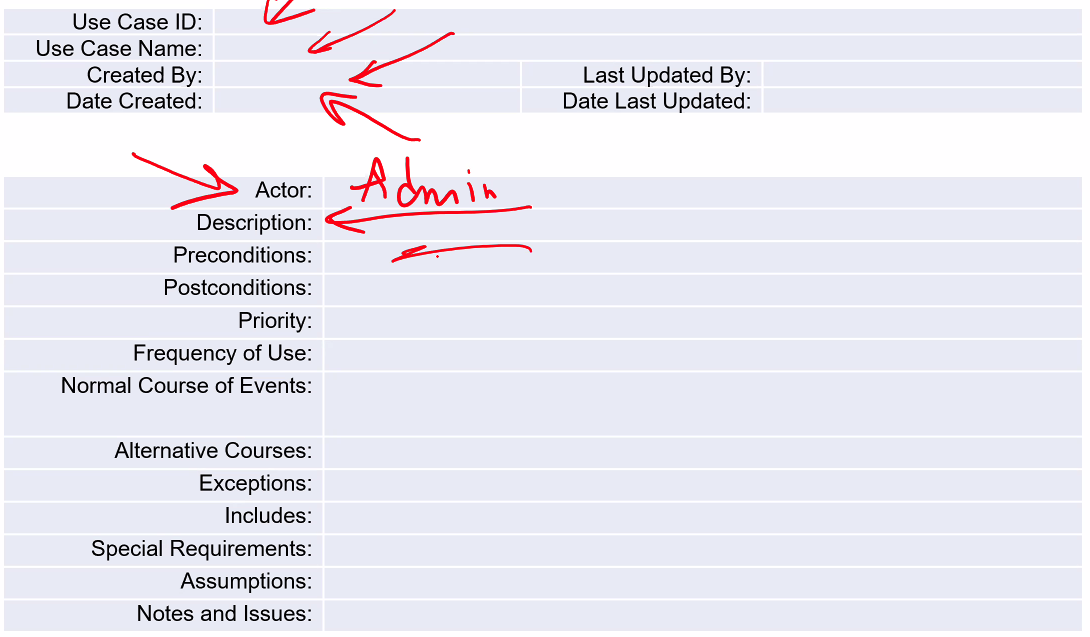 Use Case ID:
Use Case Name:
Created By: Last Updated By:
Date Created: Date Last Updated:
Actor: Admin
Description:
Preconditions:
Postconditions:
Priority:
Frequency of Use:
Normal Course of Events:
Alternative Courses:
Exceptions:
Includes:
Special Requirements:
Assumptions:
Notes and Issues: